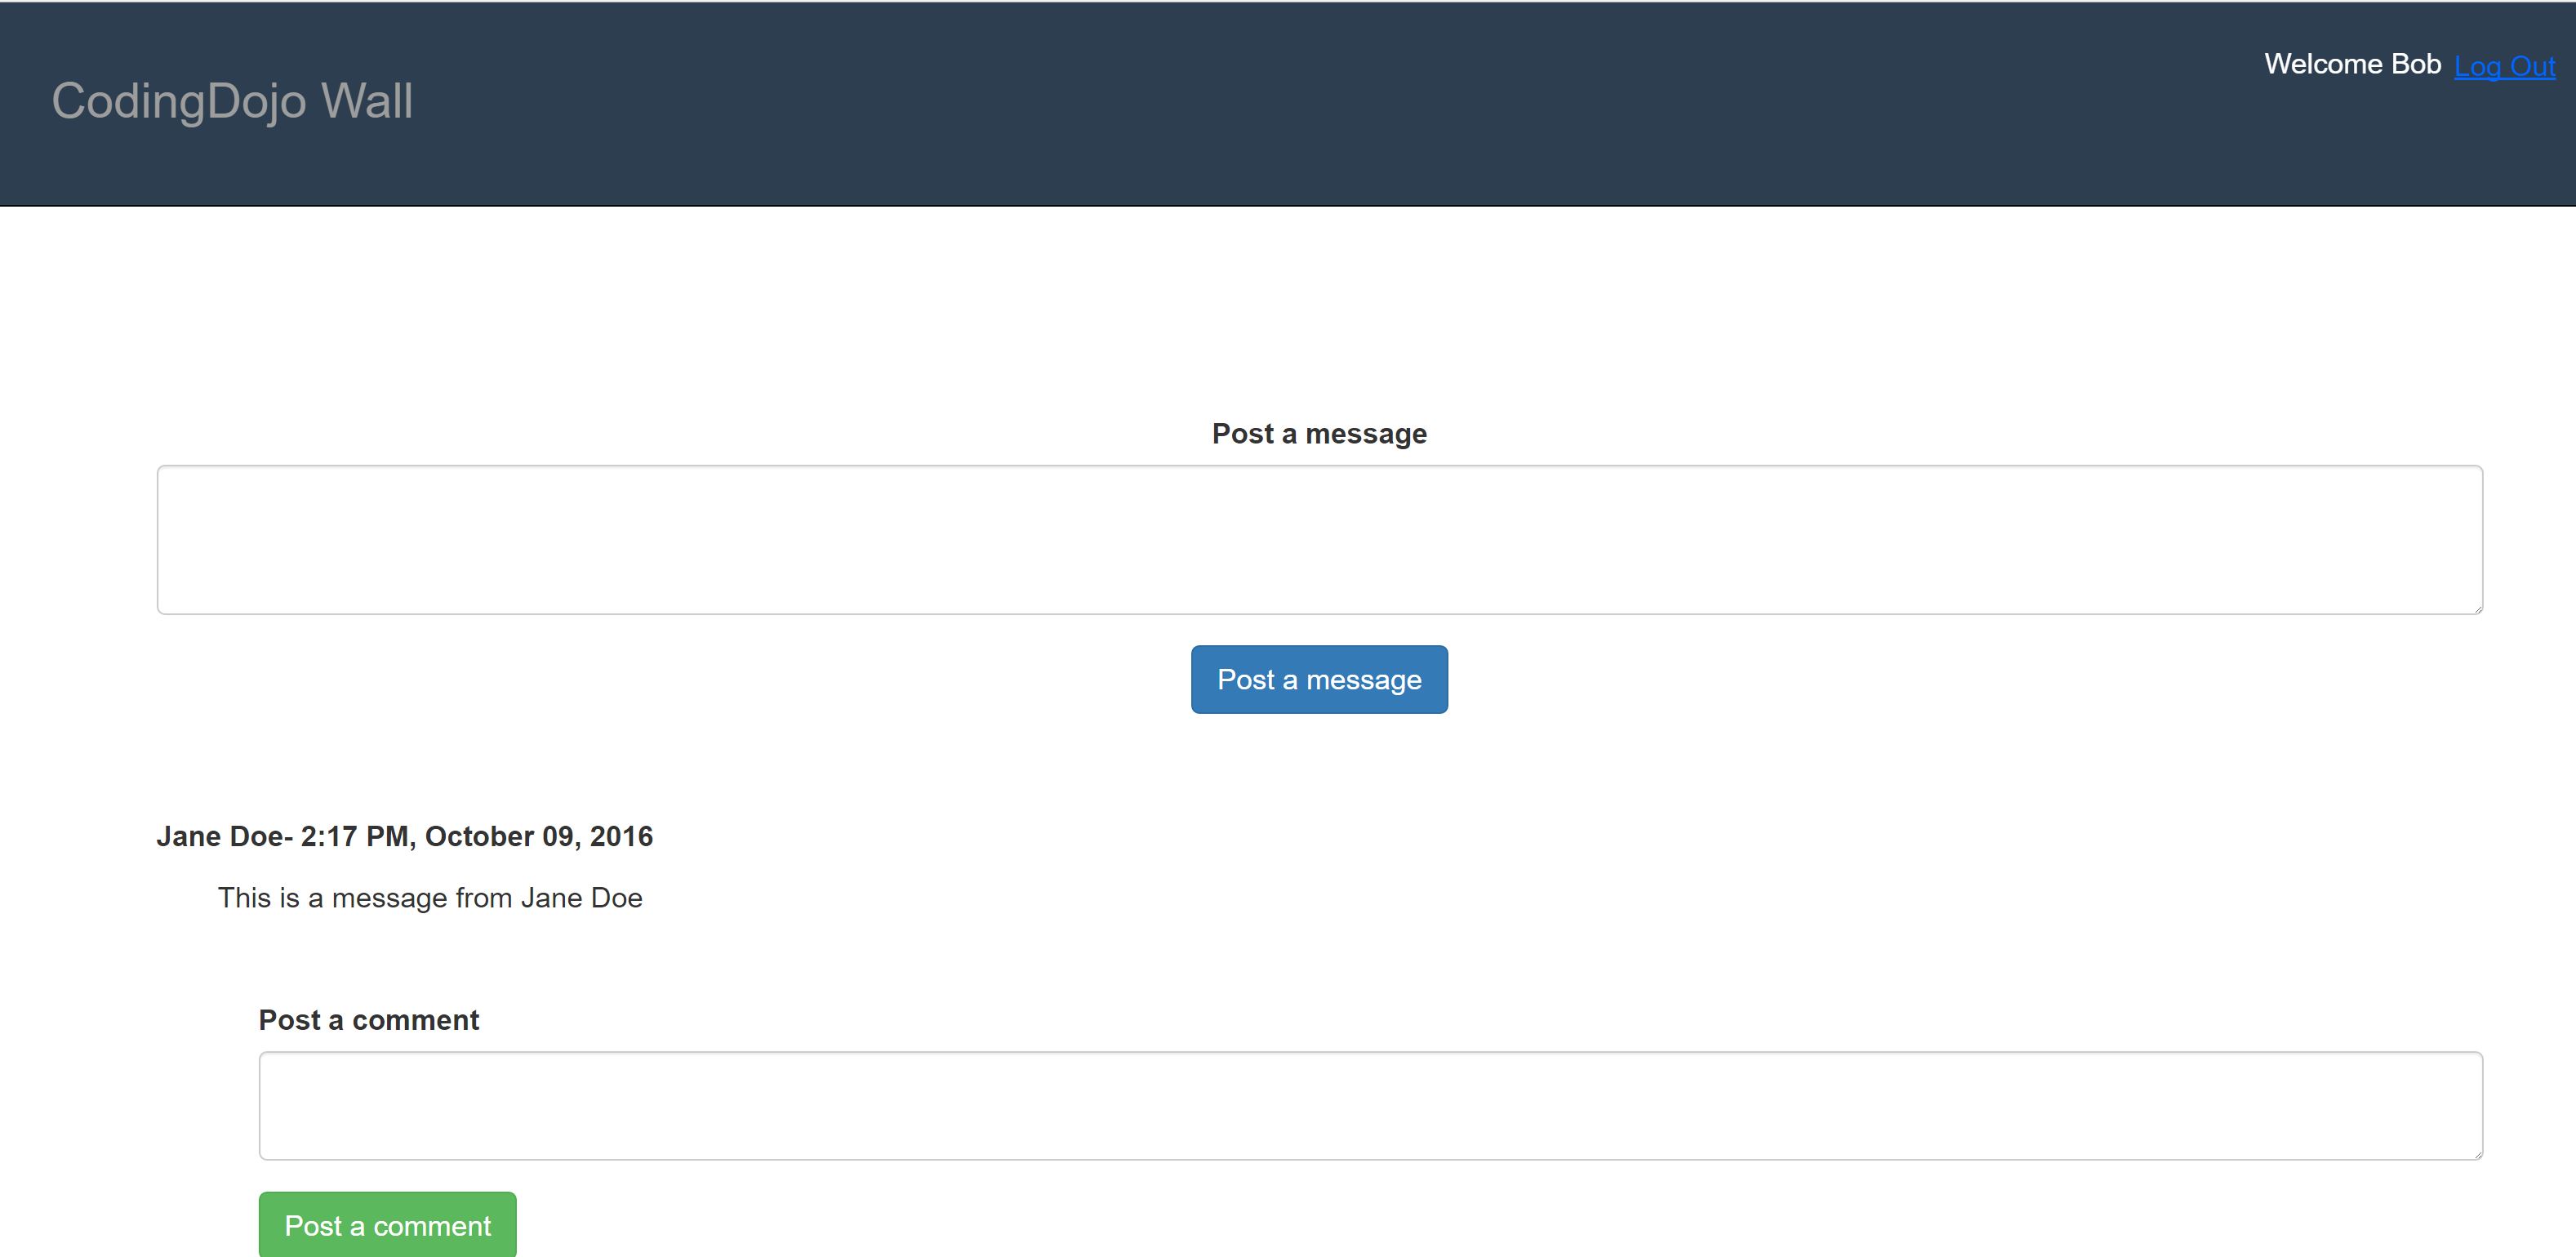 CodingDojo Wall
Welcome Bob Log Out
Post a message
Post a message
Jane Doe- 2:17 PM, October 09, 2016
This is a message from Jane Doe
Post a comment
Post a comment